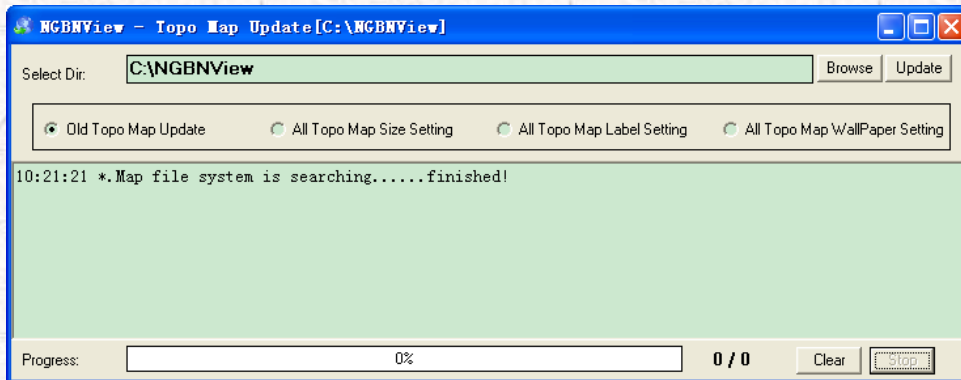 NGBNView - Topo Map Update[C:\NGBNView]
Select Dir: C:\NGBNView Browse Update
Old Topo Map Update All Topo Map Size Setting All Topo Map Label Setting All Topo Map WallPaper Setting
10:21:21 *.Map file system is searching......finished!
Progress: 0% 0 / 0 Clear Stop